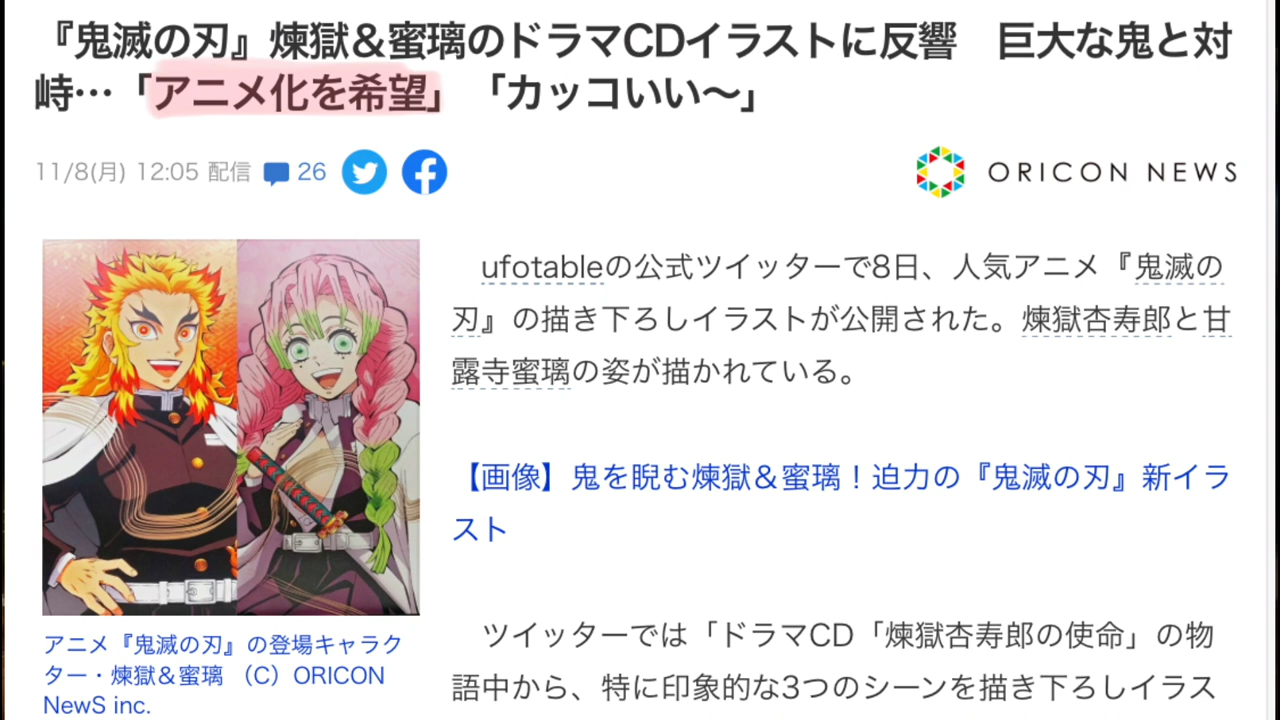 『鬼滅の刃』煉獄＆蜜璃のドラマCDイラストに反響　巨大な鬼と対
峙…「アニメ化を希望」「カッコいい〜」
11/8(月) 12:05 配信 26
ORICON NEWS
ufotableの公式ツイッターで8日、人気アニメ『鬼滅の
刃』の描き下ろしイラストが公開された。煉獄杏寿郎と甘
露寺蜜璃の姿が描かれている。
【画像】鬼を睨む煉獄＆蜜璃！迫力の『鬼滅の刃』新イラ
スト
ツイッターでは「ドラマCD「煉獄杏寿郎の使命」の物
語中から、特に印象的な3つのシーンを描き下ろしイラス
アニメ『鬼滅の刃』の登場キャラク
ター・煉獄＆蜜璃 （C）ORICON
NewS inc.